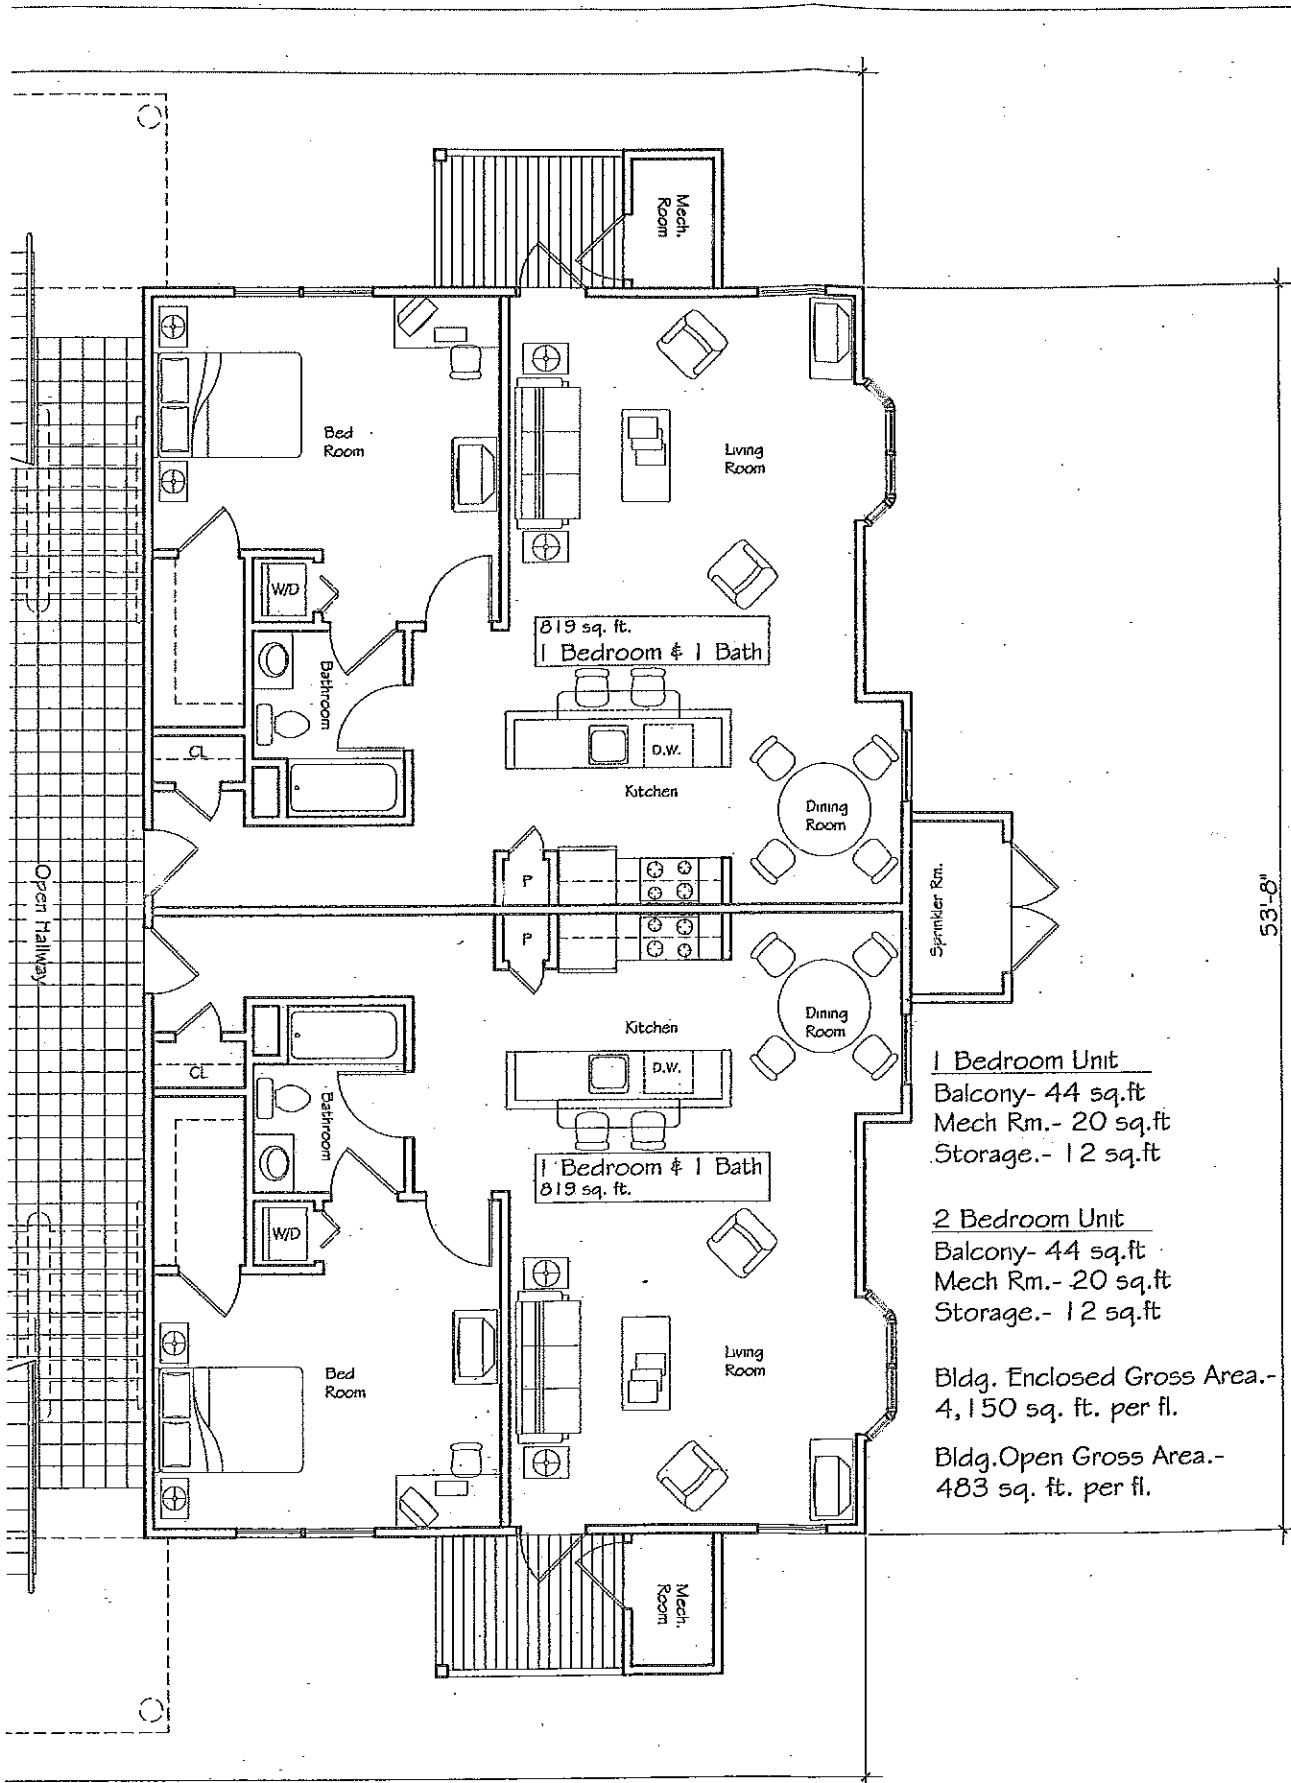 Mech.
Room
Bed
Room
Living
Room
W/D
819 sq. ft.
1 Bedroom & 1 Bath
Bathroom
CL
D.W.
Kitchen
Dining
Room
P
Open Hallway
Sprinkler Rm.
53'-8"
P
Kitchen
Dining
Room
CL
D.W.
Bathroom
1 Bedroom & 1 Bath
819 sq. ft.
W/D
Bed
Room
Living
Room
Mech.
Room
1 Bedroom Unit
Balcony- 44 sq.ft
Mech Rm.- 20 sq.ft
Storage.- 12 sq.ft
2 Bedroom Unit
Balcony- 44 sq.ft
Mech Rm.- 20 sq.ft
Storage.- 12 sq.ft
Bldg. Enclosed Gross Area.-
4,150 sq. ft. per fl.
Bldg.Open Gross Area.-
483 sq. ft. per fl.